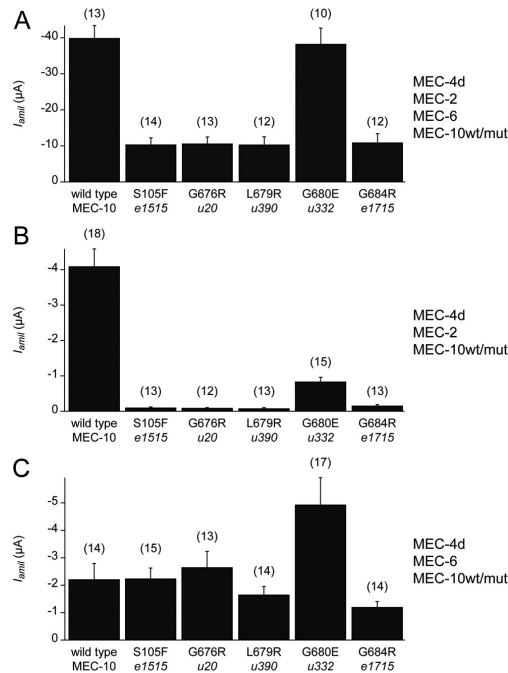 A
(13)
(14)
(13)
(12)
(10)
(12)
-40
-30
-20
-10
0
Iamil (µA)
wild type S105F G676R L679R G680E G684R
MEC-10 e1515 u20 u390 u332 e1715
MEC-4d
MEC-2
MEC-6
MEC-10wt/mut
B
(18)
(13)
(12)
(13)
(15)
(13)
-4
-3
-2
-1
0
Iamil (µA)
wild type S105F G676R L679R G680E G684R
MEC-10 e1515 u20 u390 u332 e1715
MEC-4d
MEC-2
MEC-10wt/mut
C
(14)
(15)
(13)
(14)
(17)
(14)
-5
-4
-3
-2
-1
0
Iamil (µA)
wild type S105F G676R L679R G680E G684R
MEC-10 e1515 u20 u390 u332 e1715
MEC-4d
MEC-6
MEC-10wt/mut